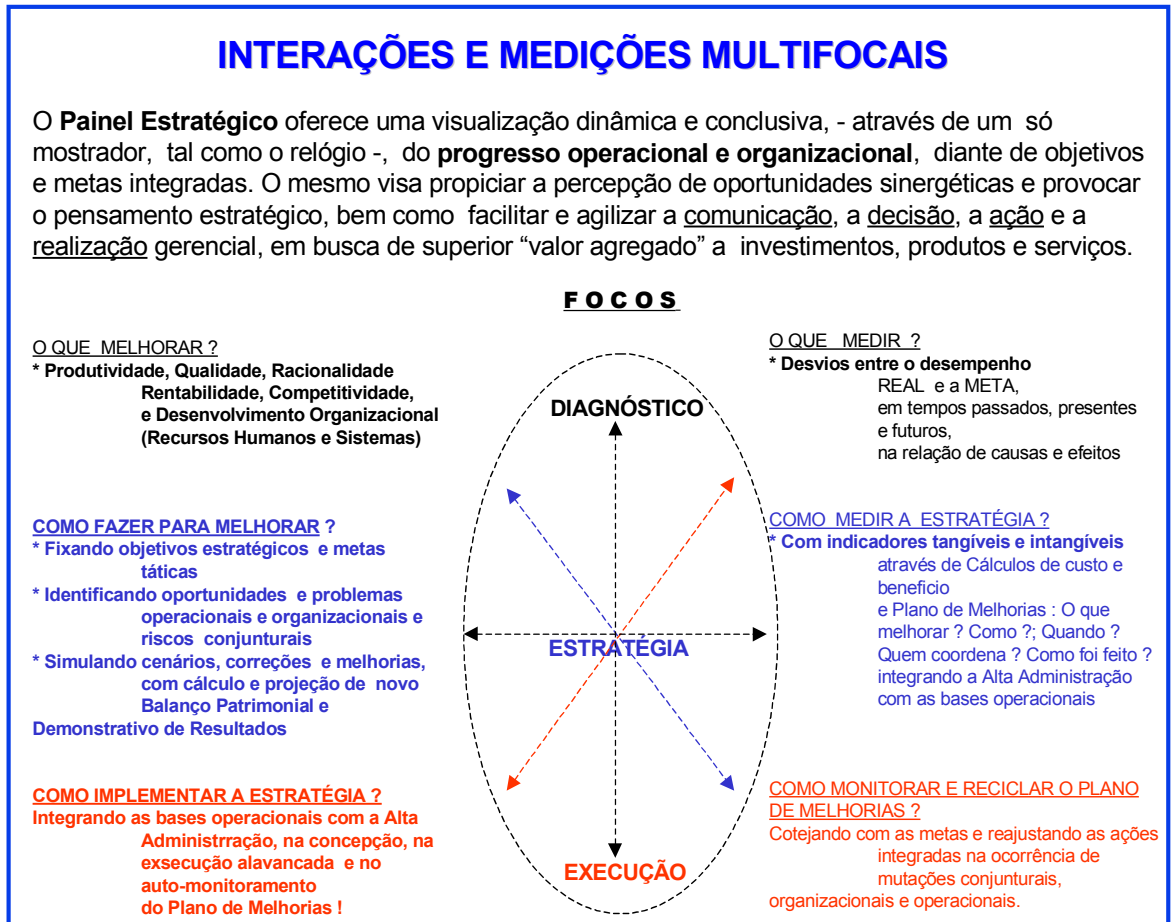 INTERAÇÕES E MEDIÇÕES MULTIFOCAIS
O Painel Estratégico oferece uma visualização dinâmica e conclusiva, - através de um só
mostrador, tal como o relógio -, do progresso operacional e organizacional, diante de objetivos
e metas integradas. O mesmo visa propiciar a percepção de oportunidades sinergéticas e provocar
o pensamento estratégico, bem como facilitar e agilizar a comunicação, a decisão, a ação e a
realização gerencial, em busca de superior “valor agregado” a investimentos, produtos e serviços.
F O C O S
O QUE MELHORAR ?
* Produtividade, Qualidade, Racionalidade
Rentabilidade, Competitividade,
e Desenvolvimento Organizacional
(Recursos Humanos e Sistemas)
COMO FAZER PARA MELHORAR ?
* Fixando objetivos estratégicos e metas
táticas
* Identificando oportunidades e problemas
operacionais e organizacionais e
riscos conjunturais
* Simulando cenários, correções e melhorias,
com cálculo e projeção de novo
Balanço Patrimonial e
Demonstrativo de Resultados
COMO IMPLEMENTAR A ESTRATÉGIA ?
Integrando as bases operacionais com a Alta
Administrração, na concepção, na
exsecução alavancada e no
auto-monitoramento
do Plano de Melhorias !
DIAGNÓSTICO
ESTRATÉGIA
EXECUÇÃO
O QUE MEDIR ?
* Desvios entre o desempenho
REAL e a META,
em tempos passados, presentes
e futuros,
na relação de causas e efeitos
COMO MEDIR A ESTRATÉGIA ?
* Com indicadores tangíveis e intangíveis
através de Cálculos de custo e
beneficio
e Plano de Melhorias : O que
melhorar ? Como ?; Quando ?
Quem coordena ? Como foi feito ?
integrando a Alta Administração
com as bases operacionais
COMO MONITORAR E RECICLAR O PLANO
DE MELHORIAS ?
Cotejando com as metas e reajustando as ações
integradas na ocorrência de
mutações conjunturais,
organizacionais e operacionais.